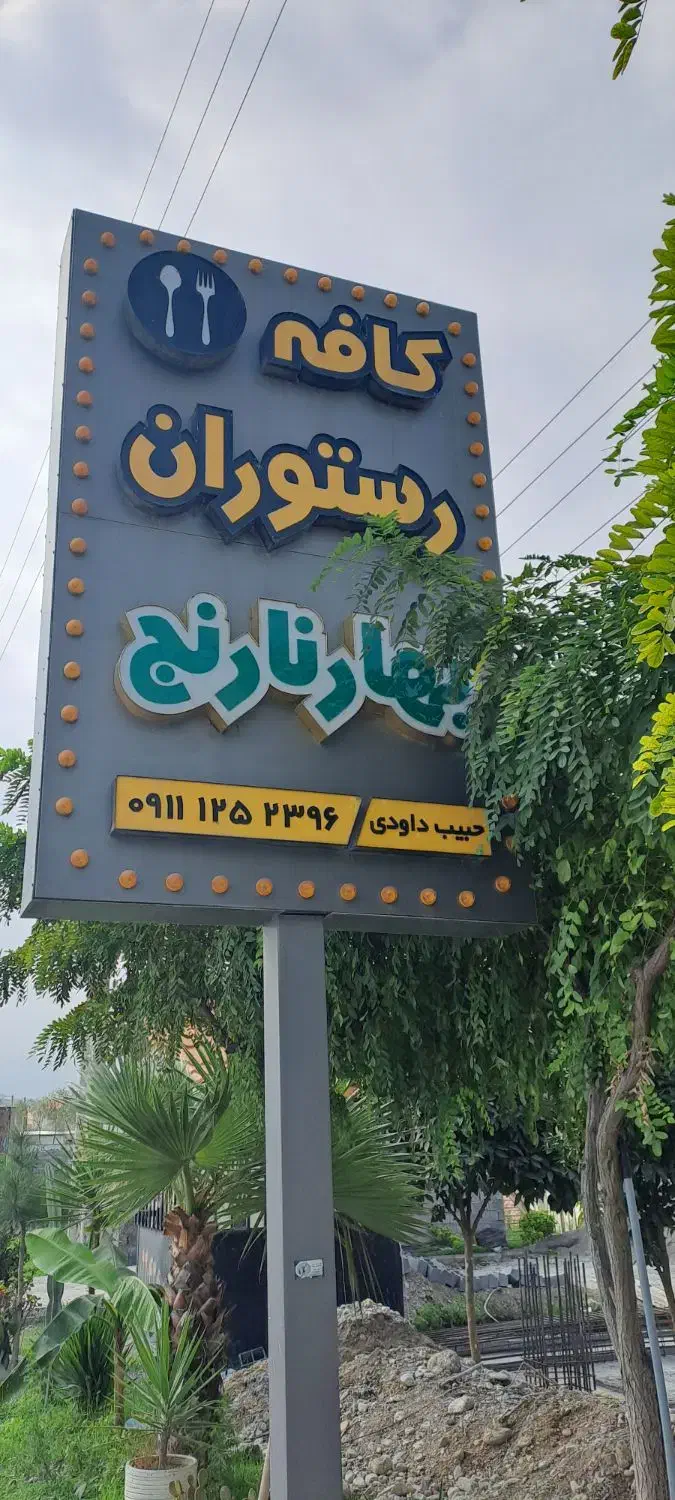 کافه
رستوران
بهارنارنج
حبیب داودی / ۰۹۱۱ ۱۲۵ ۲۳۹۶